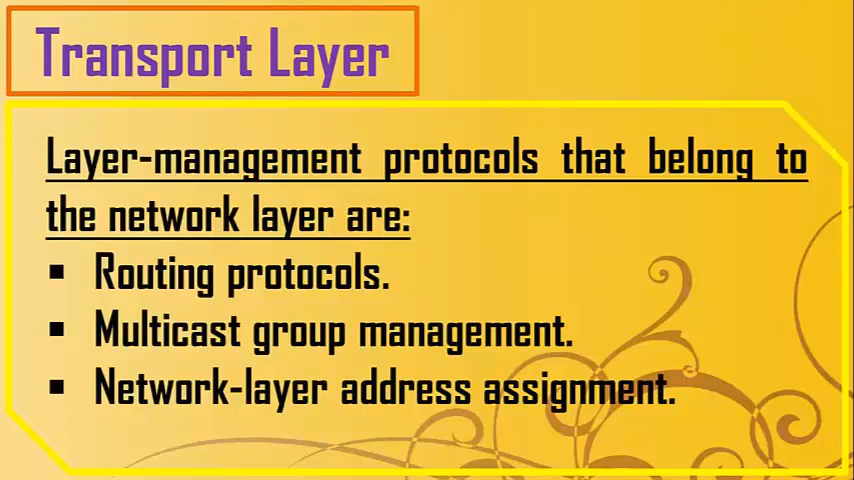 Transport Layer
Layer-management protocols that belong to
the network layer are:
▪ Routing protocols.
▪ Multicast group management.
▪ Network-layer address assignment.